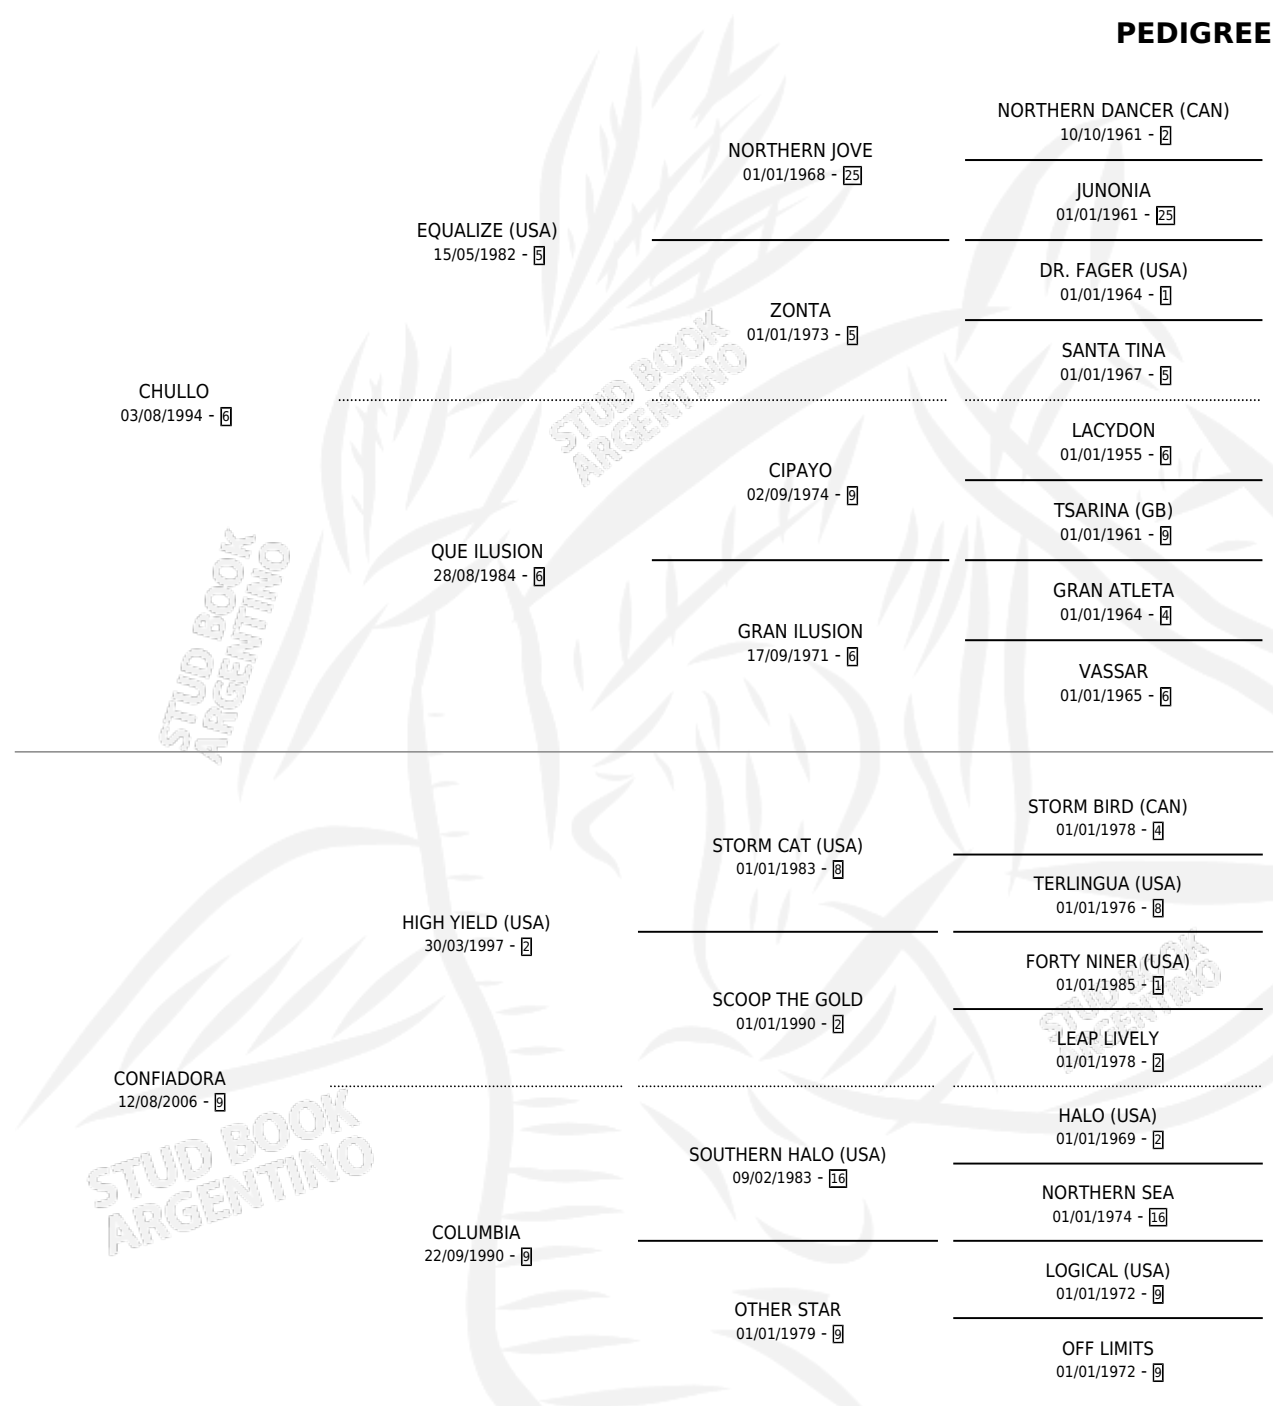 PEDIGREE
NORTHERN DANCER (CAN)
10/10/1961 - 2
NORTHERN JOVE
01/01/1968 - 25
JUNONIA
01/01/1961 - 25
EQUALIZE (USA)
15/05/1982 - 5
DR. FAGER (USA)
01/01/1964 - 1
ZONTA
01/01/1973 - 5
SANTA TINA
01/01/1967 - 5
CHULLO
03/08/1994 - 6
LACYDON
01/01/1955 - 6
CIPAYO
02/09/1974 - 9
TSARINA (GB)
01/01/1961 - 9
QUE ILUSION
28/08/1984 - 6
GRAN ATLETA
01/01/1964 - 4
GRAN ILUSION
17/09/1971 - 6
VASSAR
01/01/1965 - 6
STORM BIRD (CAN)
01/01/1978 - 4
STORM CAT (USA)
01/01/1983 - 8
TERLINGUA (USA)
01/01/1976 - 8
HIGH YIELD (USA)
30/03/1997 - 2
FORTY NINER (USA)
01/01/1985 - 1
SCOOP THE GOLD
01/01/1990 - 2
LEAP LIVELY
01/01/1978 - 2
CONFIADORA
12/08/2006 - 9
HALO (USA)
01/01/1969 - 2
SOUTHERN HALO (USA)
09/02/1983 - 16
NORTHERN SEA
01/01/1974 - 16
COLUMBIA
22/09/1990 - 9
LOGICAL (USA)
01/01/1972 - 9
OTHER STAR
01/01/1979 - 9
OFF LIMITS
01/01/1972 - 9
STUD BOOK
ARGENTINO
STUD BOOK
ARGENTINO
STUD BOOK
ARGENTINO
STUD BOOK
ARGENTINO